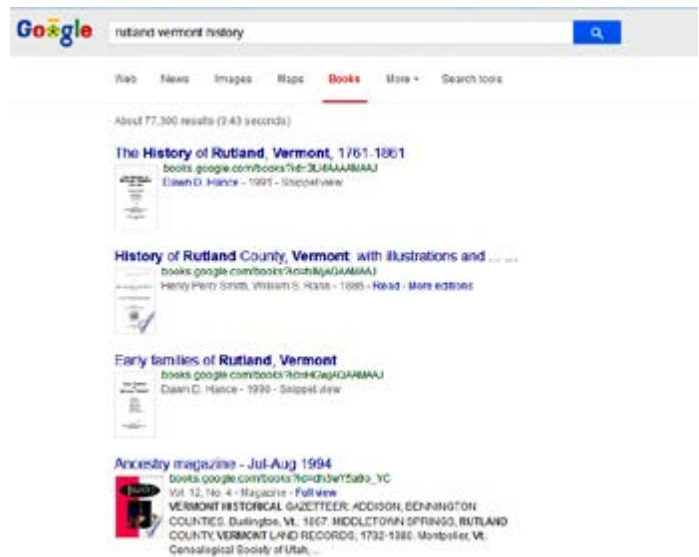 Google
rutland vermont history
Web News Images Maps Books More Search tools
About 77,300 results (0.43 seconds)
The History of Rutland, Vermont, 1761-1861
Dawn D. Hance - 1991 - Snippet view
History of Rutland County, Vermont: with illustrations and ... ...
Henry Perry Smith, William S. Rann - 1886 - Read - More editions
Early families of Rutland, Vermont
Dawn D. Hance - 1990 - Snippet view
Ancestry magazine - Jul-Aug 1994
Vol. 12, No. 4 - Magazine - Full view
VERMONT HISTORICAL GAZETTEER: ADDISON, BENNINGTON
COUNTIES. Burlington, Vt.: 1867. MIDDLETOWN SPRINGS, RUTLAND
COUNTY, VERMONT LAND RECORDS, Montpelier, Vt.
Genealogical Society of Utah, ...